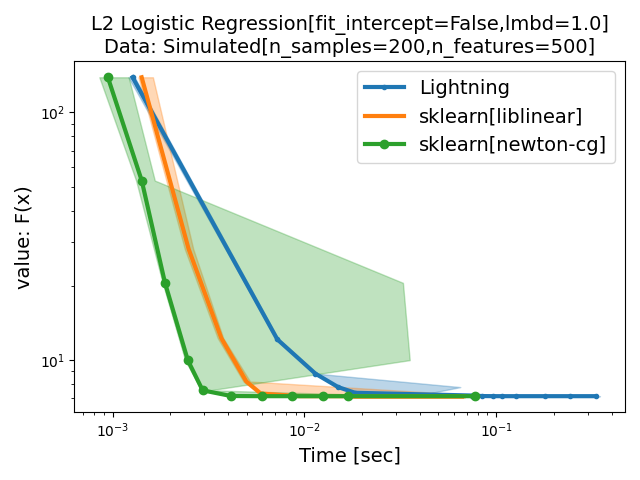 L2 Logistic Regression[fit_intercept=False,lmbd=1.0]
Data: Simulated[n_samples=200,n_features=500]
Lightning
sklearn[liblinear]
sklearn[newton-cg]
value: F(x)
10²
10¹
10⁻³ 10⁻² 10⁻¹
Time [sec]